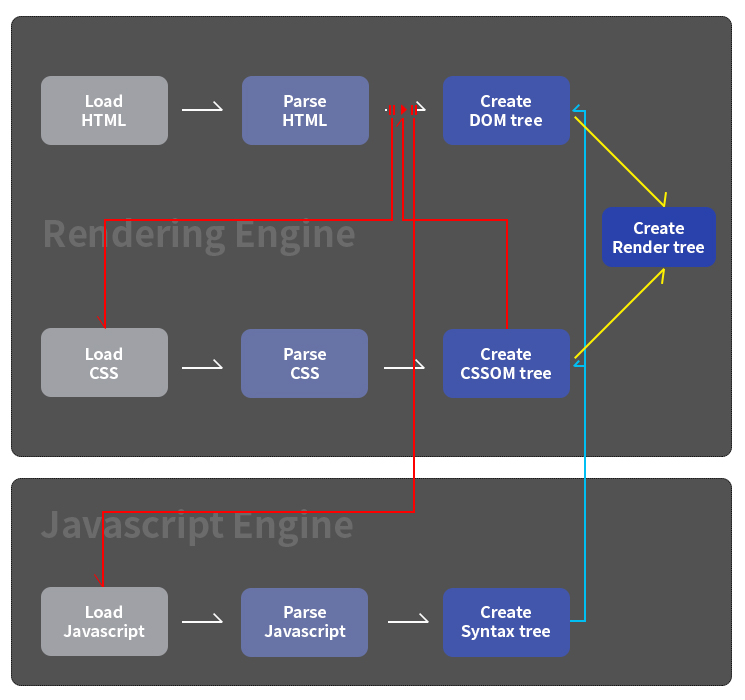 Load
HTML
Parse
HTML
Create
DOM tree
Create
Render tree
Rendering Engine
Load
CSS
Parse
CSS
Create
CSSOM tree
Javascript Engine
Load
Javascript
Parse
Javascript
Create
Syntax tree